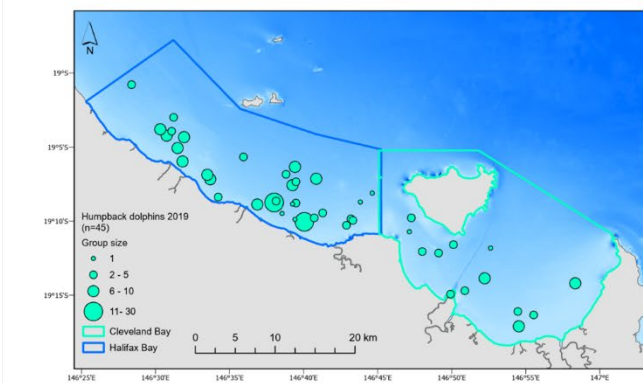 N
19°S
19°5'S
19°10'S
19°15'S
Humpback dolphins 2019
(n=45)
Group size
1
2 - 5
6 - 10
11- 30
Cleveland Bay
Halifax Bay
0 5 10 20 km
146°25'E 146°30'E 146°35'E 146°40'E 146°45'E 146°50'E 146°55'E 147°E